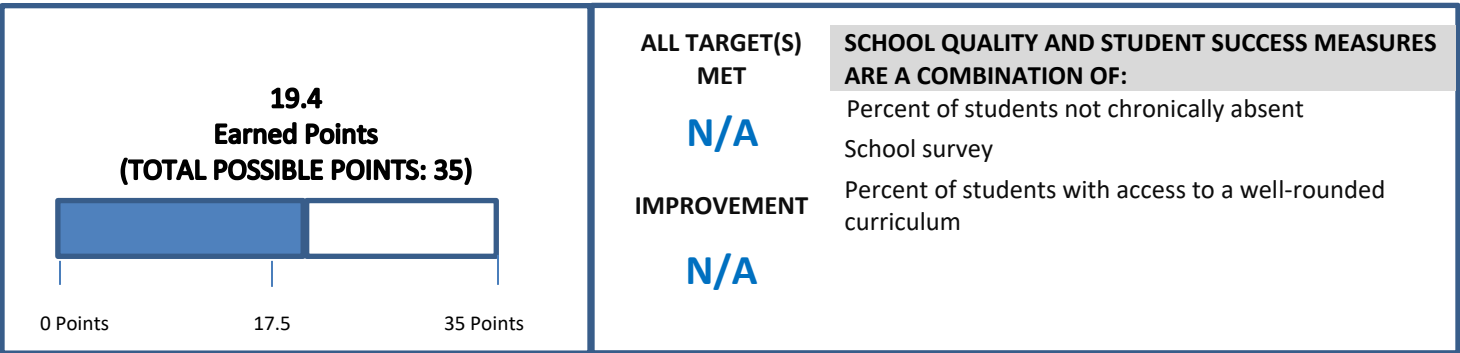 19.4
Earned Points
(TOTAL POSSIBLE POINTS: 35)
0 Points
17.5
35 Points
ALL TARGET(S)
MET
N/A
IMPROVEMENT
N/A
SCHOOL QUALITY AND STUDENT SUCCESS MEASURES
ARE A COMBINATION OF:
Percent of students not chronically absent
School survey
Percent of students with access to a well-rounded
curriculum